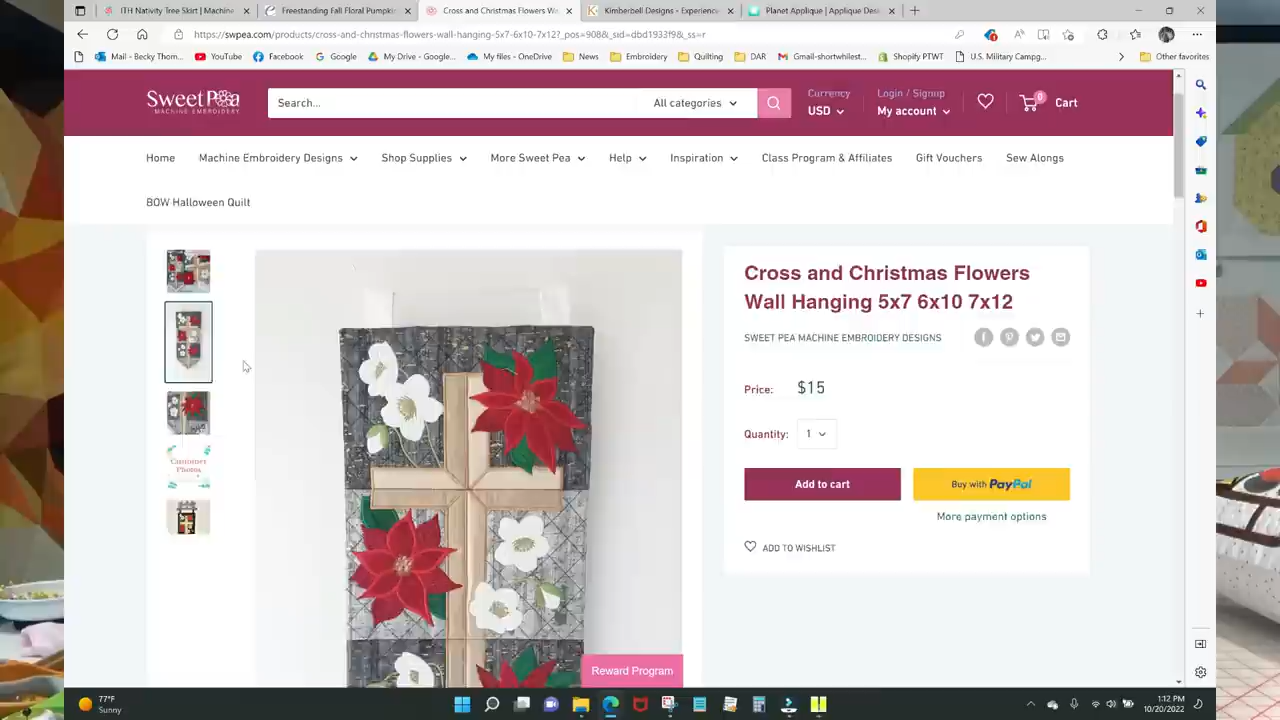 ITH Nativity Tree Skirt | Machine
Freestanding Fall Floral Pumpkin
Cross and Christmas Flowers Wa
Kimberbell Designs - Experience
Planet Applique | Applique Des
https://swpea.com/products/cross-and-christmas-flowers-wall-hanging-5x7-6x10-7x12?_pos=908&_sid=dbd1933f9&_ss=r
Mail - Becky Thom...
YouTube
Facebook
Google
My Drive - Google...
My files - OneDrive
News
Embroidery
Quilting
DAR
Gmail-shortwhilest...
Shopify PTWT
U.S. Military Campg...
Other favorites
Sweet Pea
MACHINE EMBROIDERY
Search...
All categories
Currency
USD
Login / Signup
My account
0
Cart
Home
Machine Embroidery Designs
Shop Supplies
More Sweet Pea
Help
Inspiration
Class Program & Affiliates
Gift Vouchers
Sew Alongs
BOW Halloween Quilt
Cross and Christmas Flowers
Wall Hanging 5x7 6x10 7x12
SWEET PEA MACHINE EMBROIDERY DESIGNS
Price: $15
Quantity: 1
Add to cart
Buy with PayPal
More payment options
ADD TO WISHLIST
Customer
Photos
Reward Program
77°F
Sunny
1:12 PM
10/20/2022